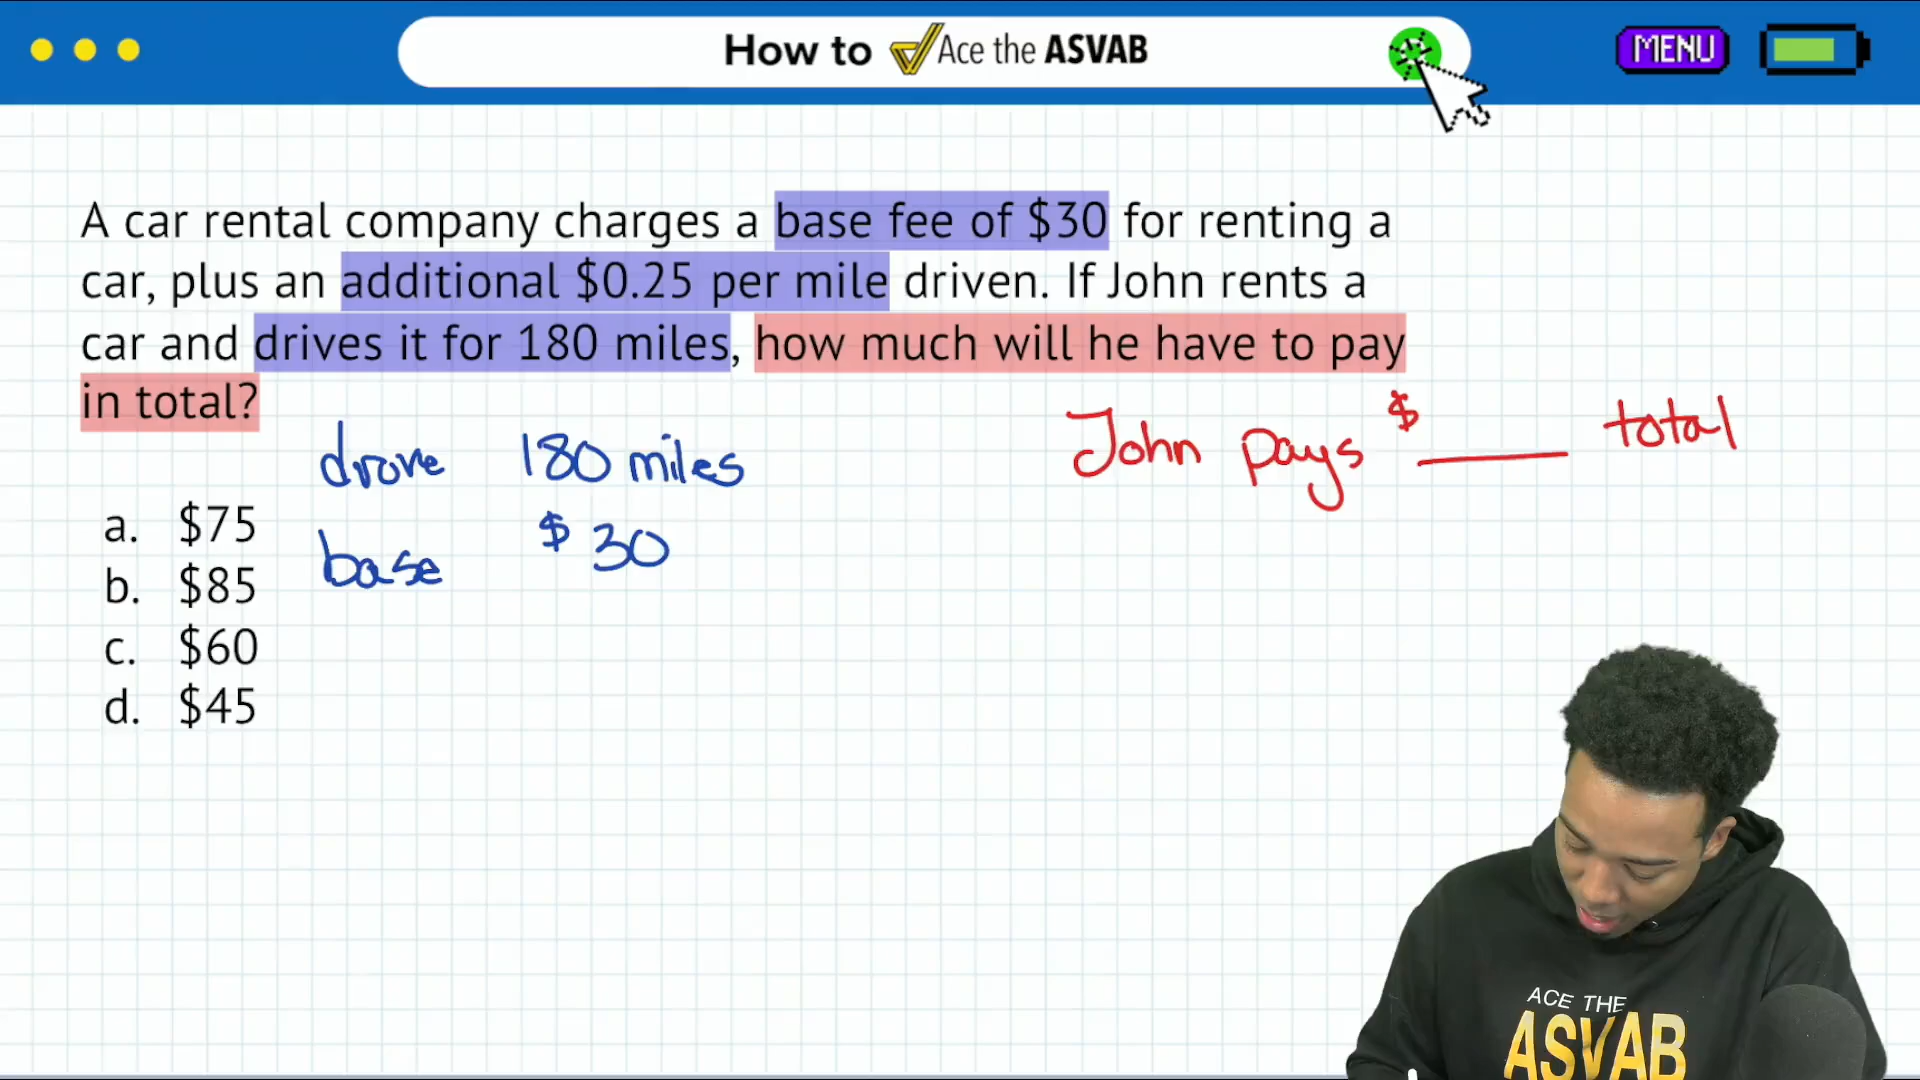 How to Ace the ASVAB
MENU
A car rental company charges a base fee of $30 for renting a
car, plus an additional $0.25 per mile driven. If John rents a
car and drives it for 180 miles, how much will he have to pay
in total?
John pays $ ____ total
drove 180 miles
base $ 30
a. $75
b. $85
c. $60
d. $45
ACE THE
ASVAB